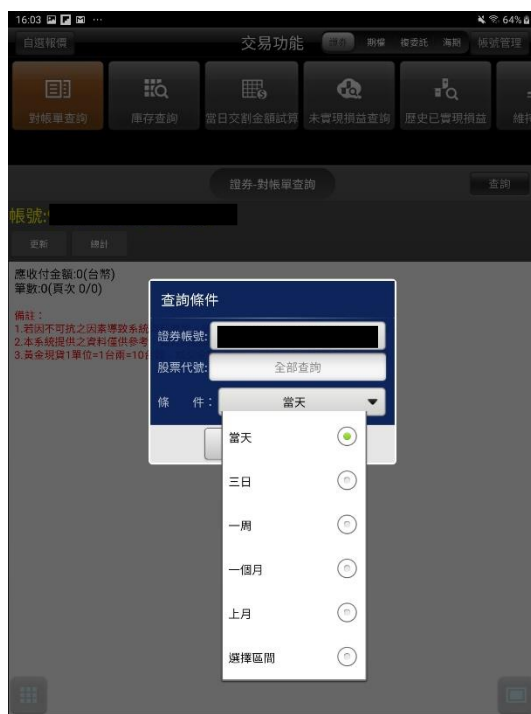 16:03 64%
自選報價 交易功能 證券 期權 複委託 海期 帳號管理
對帳單查詢 庫存查詢 當日交割金額試算 未實現損益查詢 歷史已實現損益 維持
證券-對帳單查詢 查詢
帳號:
更新 總計
應收付金額:0(台幣)
筆數:0(頁次 0/0)
備註：
1.若因不可抗之因素導致系統
2.本系統提供之資料僅供參考
3.黃金現貨1單位=1台兩=10
查詢條件
證券帳號:
股票代號: 全部查詢
條 件： 當天
當天
三日
一周
一個月
上月
選擇區間